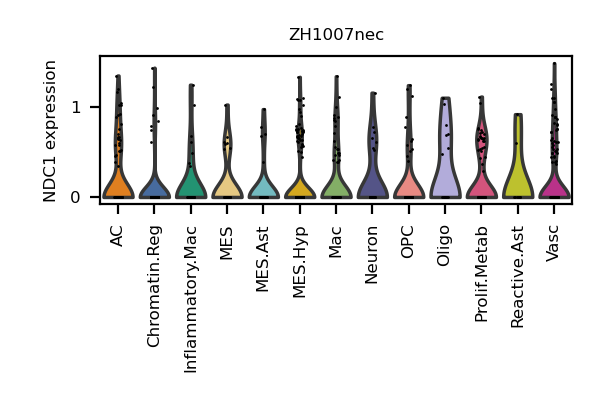 ZH1007nec
NDC1 expression
1
0
AC
Chromatin.Reg
Inflammatory.Mac
MES
MES.Ast
MES.Hyp
Mac
Neuron
OPC
Oligo
Prolif.Metab
Reactive.Ast
Vasc